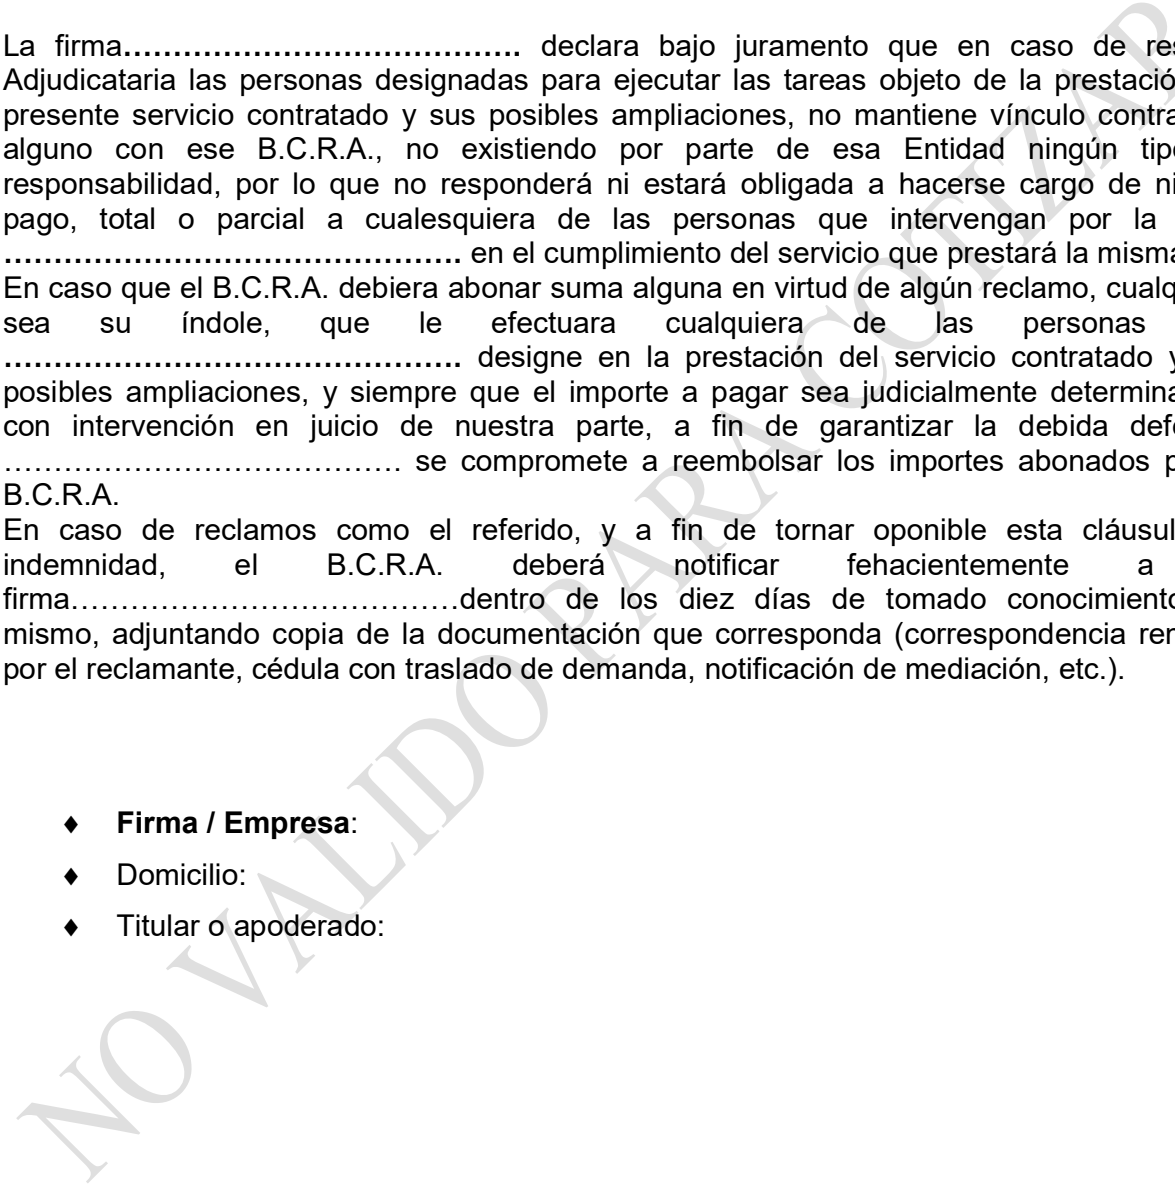 La firma…………………………………. declara bajo juramento que en caso de res
Adjudicataria las personas designadas para ejecutar las tareas objeto de la prestació
presente servicio contratado y sus posibles ampliaciones, no mantiene vínculo contra
alguno con ese B.C.R.A., no existiendo por parte de esa Entidad ningún tipo
responsabilidad, por lo que no responderá ni estará obligada a hacerse cargo de ni
pago, total o parcial a cualesquiera de las personas que intervengan por la
………………………………………. en el cumplimiento del servicio que prestará la misma
En caso que el B.C.R.A. debiera abonar suma alguna en virtud de algún reclamo, cualq
sea su índole, que le efectuara cualquiera de las personas
………………………………………. designe en la prestación del servicio contratado y
posibles ampliaciones, y siempre que el importe a pagar sea judicialmente determina
con intervención en juicio de nuestra parte, a fin de garantizar la debida defe
…………………………………. se compromete a reembolsar los importes abonados p
B.C.R.A.
En caso de reclamos como el referido, y a fin de tornar oponible esta cláusul
indemnidad, el B.C.R.A. deberá notificar fehacientemente a
firma…………………………………dentro de los diez días de tomado conocimiento
mismo, adjuntando copia de la documentación que corresponda (correspondencia rem
por el reclamante, cédula con traslado de demanda, notificación de mediación, etc.).
♦ Firma / Empresa:
♦ Domicilio:
♦ Titular o apoderado:
NO VALIDO PARA COTIZAR